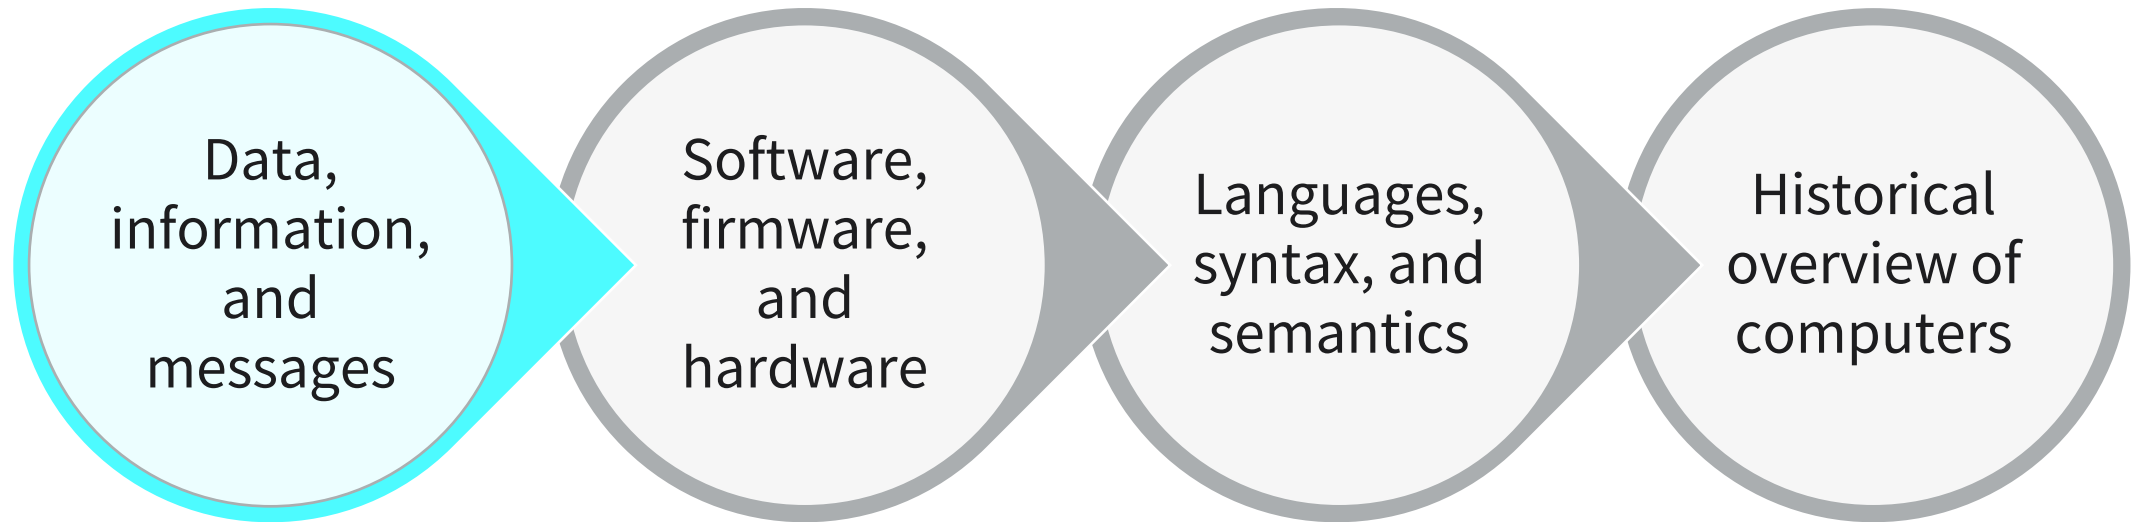 Data,
information,
and
messages
Software,
firmware,
and
hardware
Languages,
syntax, and
semantics
Historical
overview of
computers